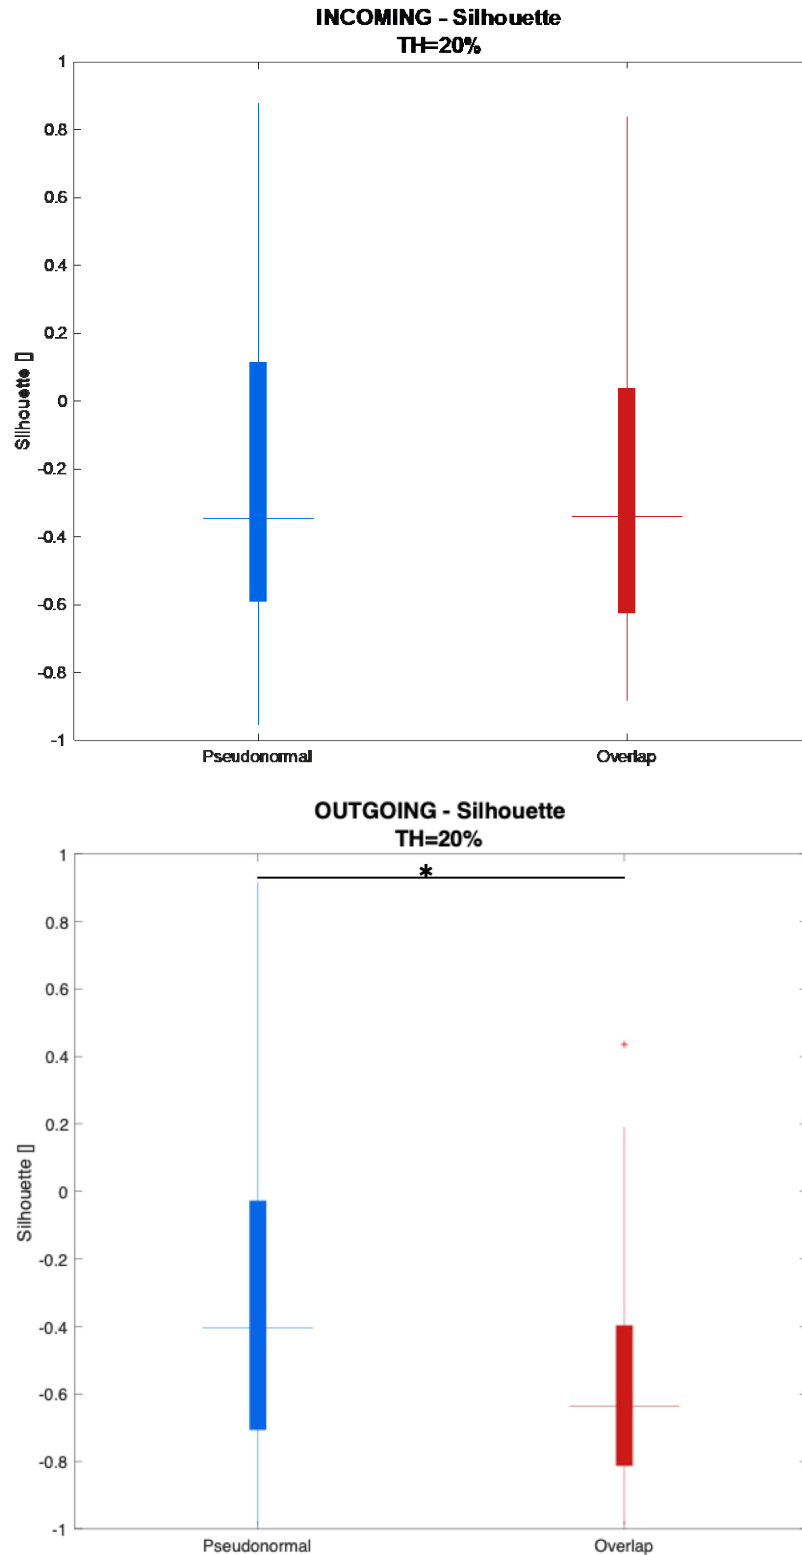 INCOMING - Silhouette
TH=20%
1
0.8
0.6
0.4
0.2
0
-0.2
-0.4
-0.6
-0.8
-1
Silhouette []
Pseudonormal
Overlap
OUTGOING - Silhouette
TH=20%
*
1
0.8
0.6
0.4
0.2
0
-0.2
-0.4
-0.6
-0.8
-1
Silhouette []
Pseudonormal
Overlap